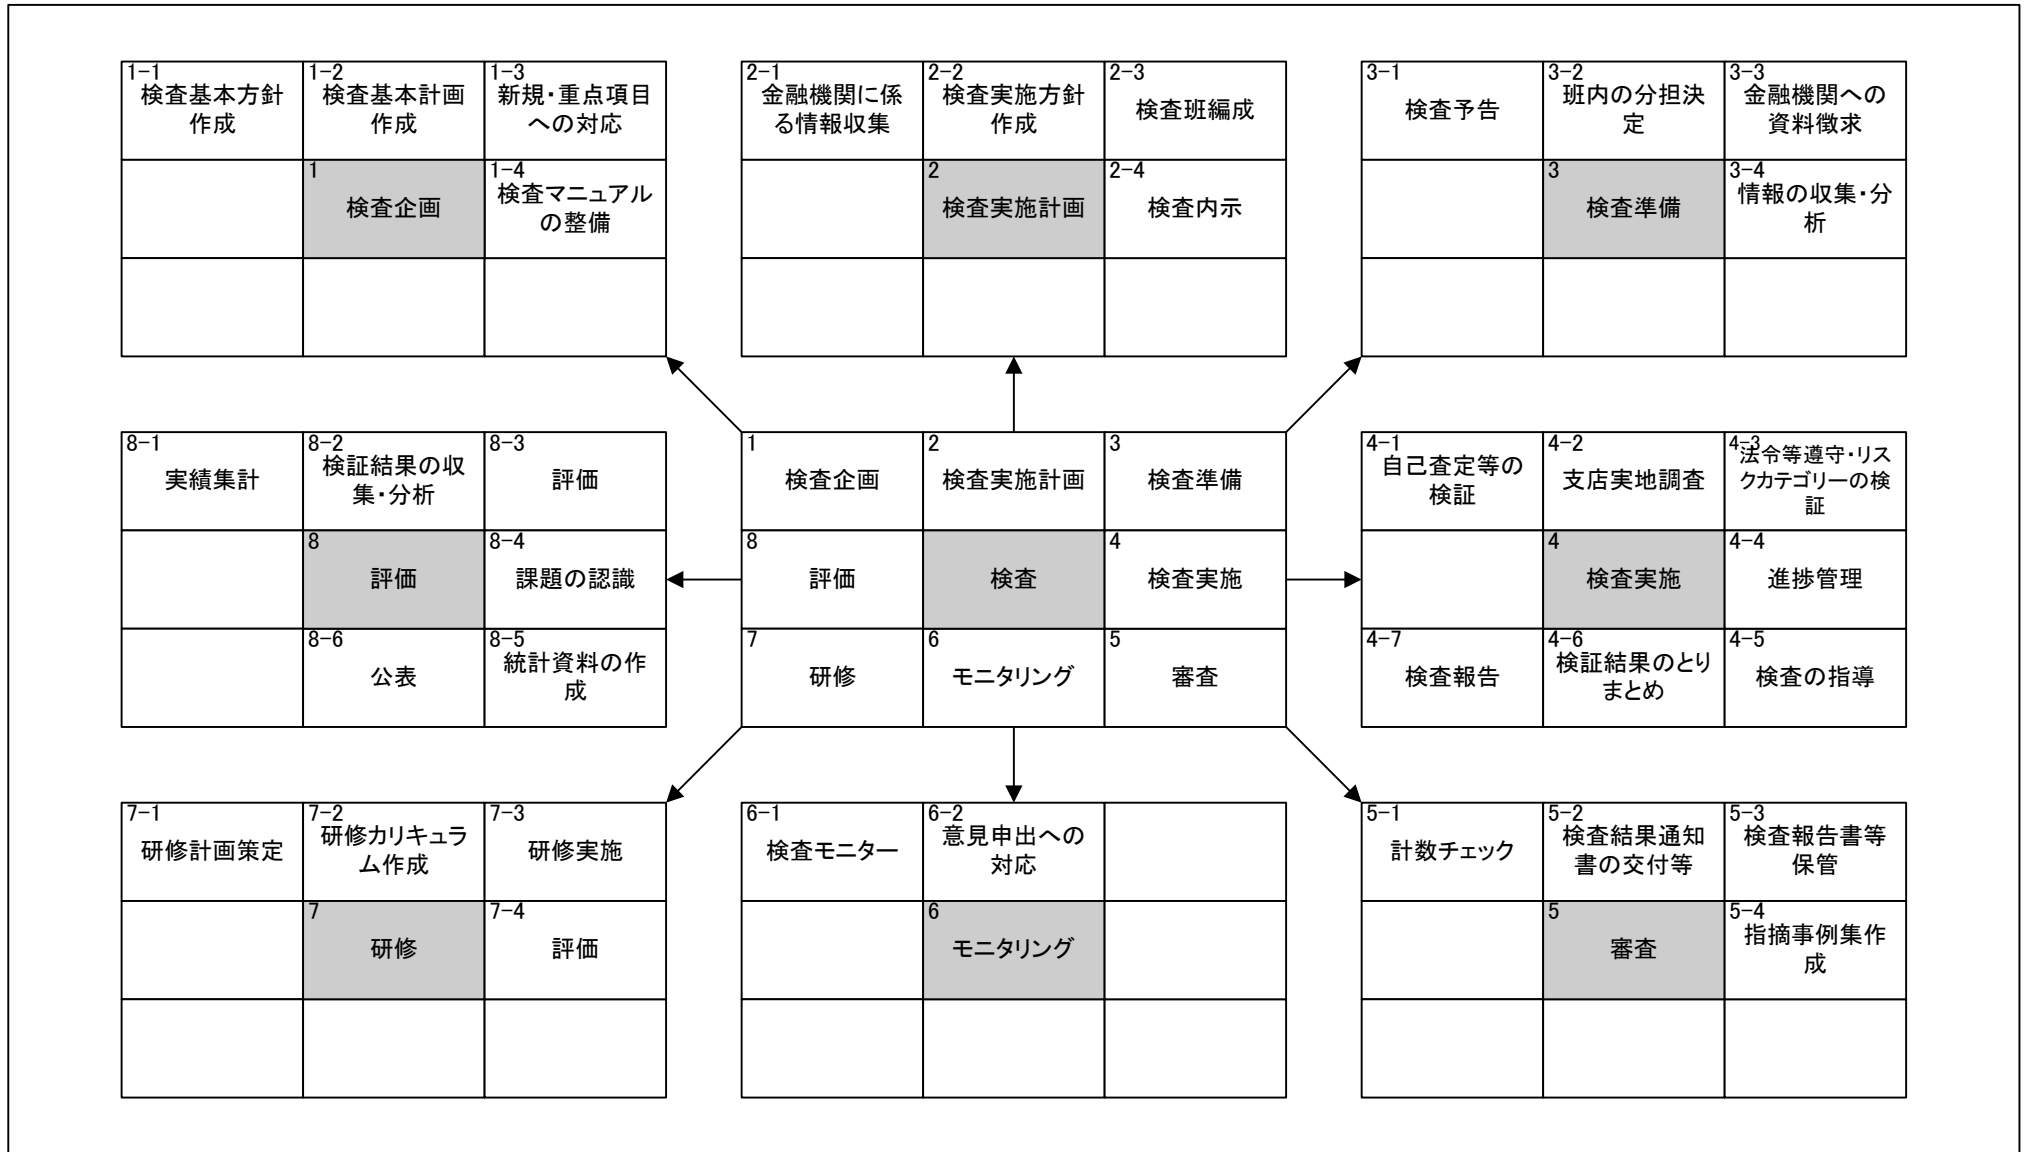 1-1
検査基本方針
作成
1-2
検査基本計画
作成
1-3
新規・重点項目
への対応
1
検査企画
1-4
検査マニュアル
の整備
2-1
金融機関に係
る情報収集
2-2
検査実施方針
作成
2-3
検査班編成
2
検査実施計画
2-4
検査内示
3-1
検査予告
3-2
班内の分担決
定
3-3
金融機関への
資料徴求
3
検査準備
3-4
情報の収集・分
析
8-1
実績集計
8-2
検証結果の収
集・分析
8-3
評価
8
評価
8-4
課題の認識
8-6
公表
8-5
統計資料の作
成
1
検査企画
2
検査実施計画
3
検査準備
8
評価
検査
4
検査実施
7
研修
6
モニタリング
5
審査
4-1
自己査定等の
検証
4-2
支店実地調査
4-3
法令等遵守・リス
クカテゴリーの検
証
4
検査実施
4-4
進捗管理
4-7
検査報告
4-6
検証結果のとり
まとめ
4-5
検査の指導
7-1
研修計画策定
7-2
研修カリキュラ
ム作成
7-3
研修実施
7
研修
7-4
評価
6-1
検査モニター
6-2
意見申出への
対応
6
モニタリング
5-1
計数チェック
5-2
検査結果通知
書の交付等
5-3
検査報告書等
保管
5
審査
5-4
指摘事例集作
成